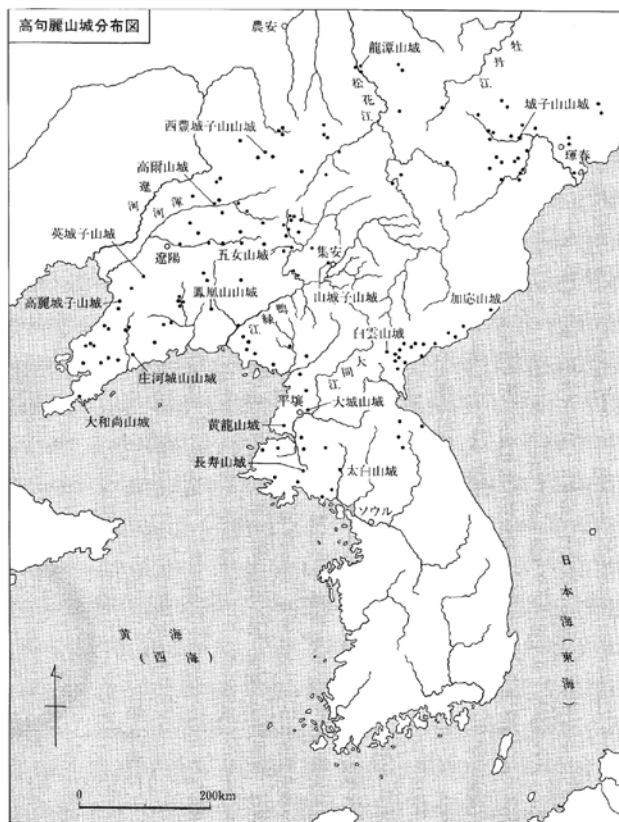 高句麗山城分布図
農安
龍潭山城
牡丹江
松花江
城子山山城
西豊城子山山城
琿春
高爾山城
遼河
渾河
英城子山城
遼陽
五女山城
集安
鳳凰山山城
山城子山城
加応山城
高麗城子山城
鴨緑江
白雲山城
大同江
庄河城山山城
平壌
大城山城
大和尚山城
黄龍山城
長寿山城
太白山城
ソウル
日本海(東海)
黄海
(西海)
0
200km